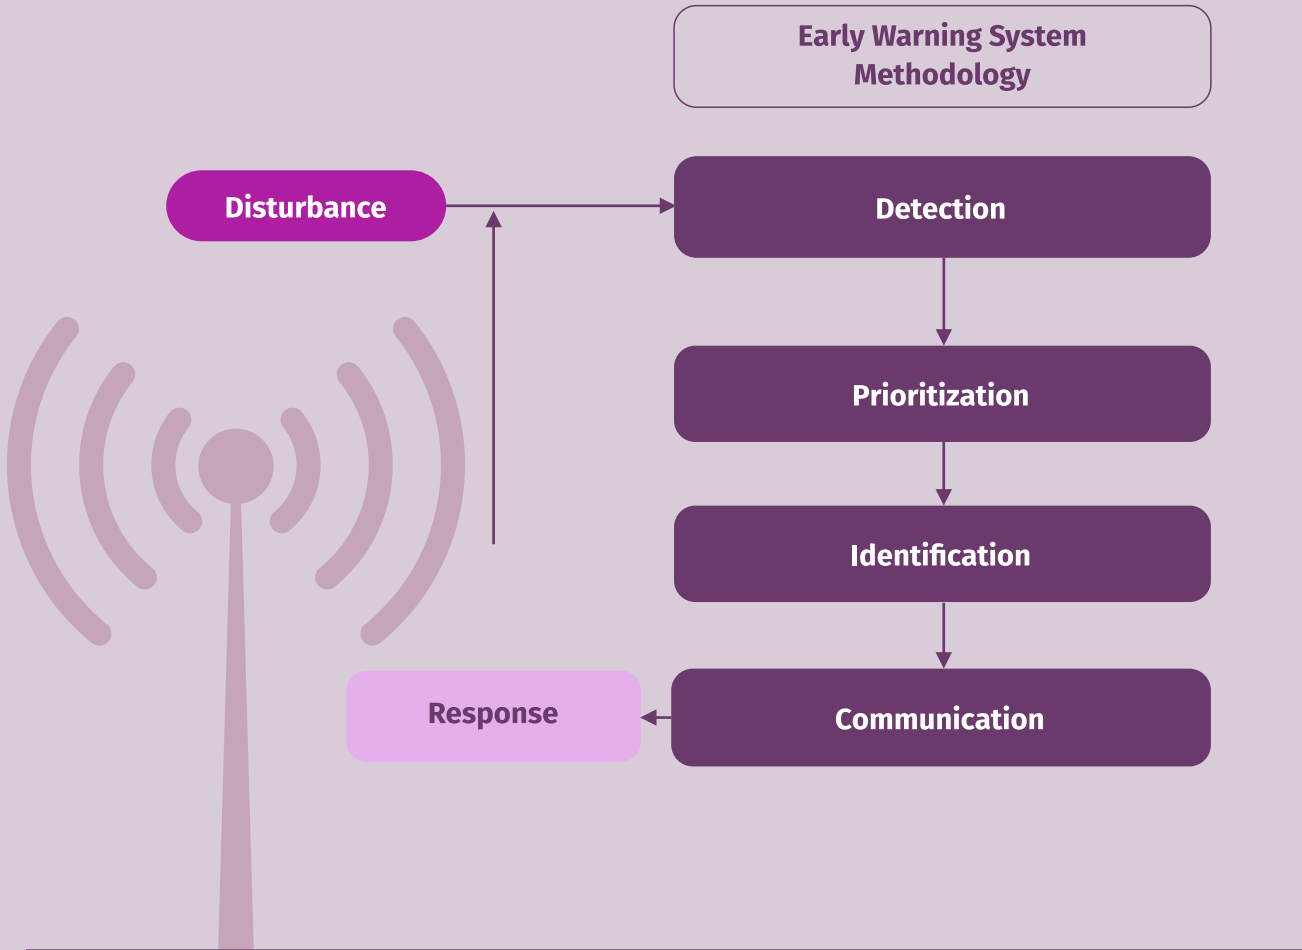 Early Warning System
Methodology
Disturbance
Detection
Prioritization
Identification
Communication
Response